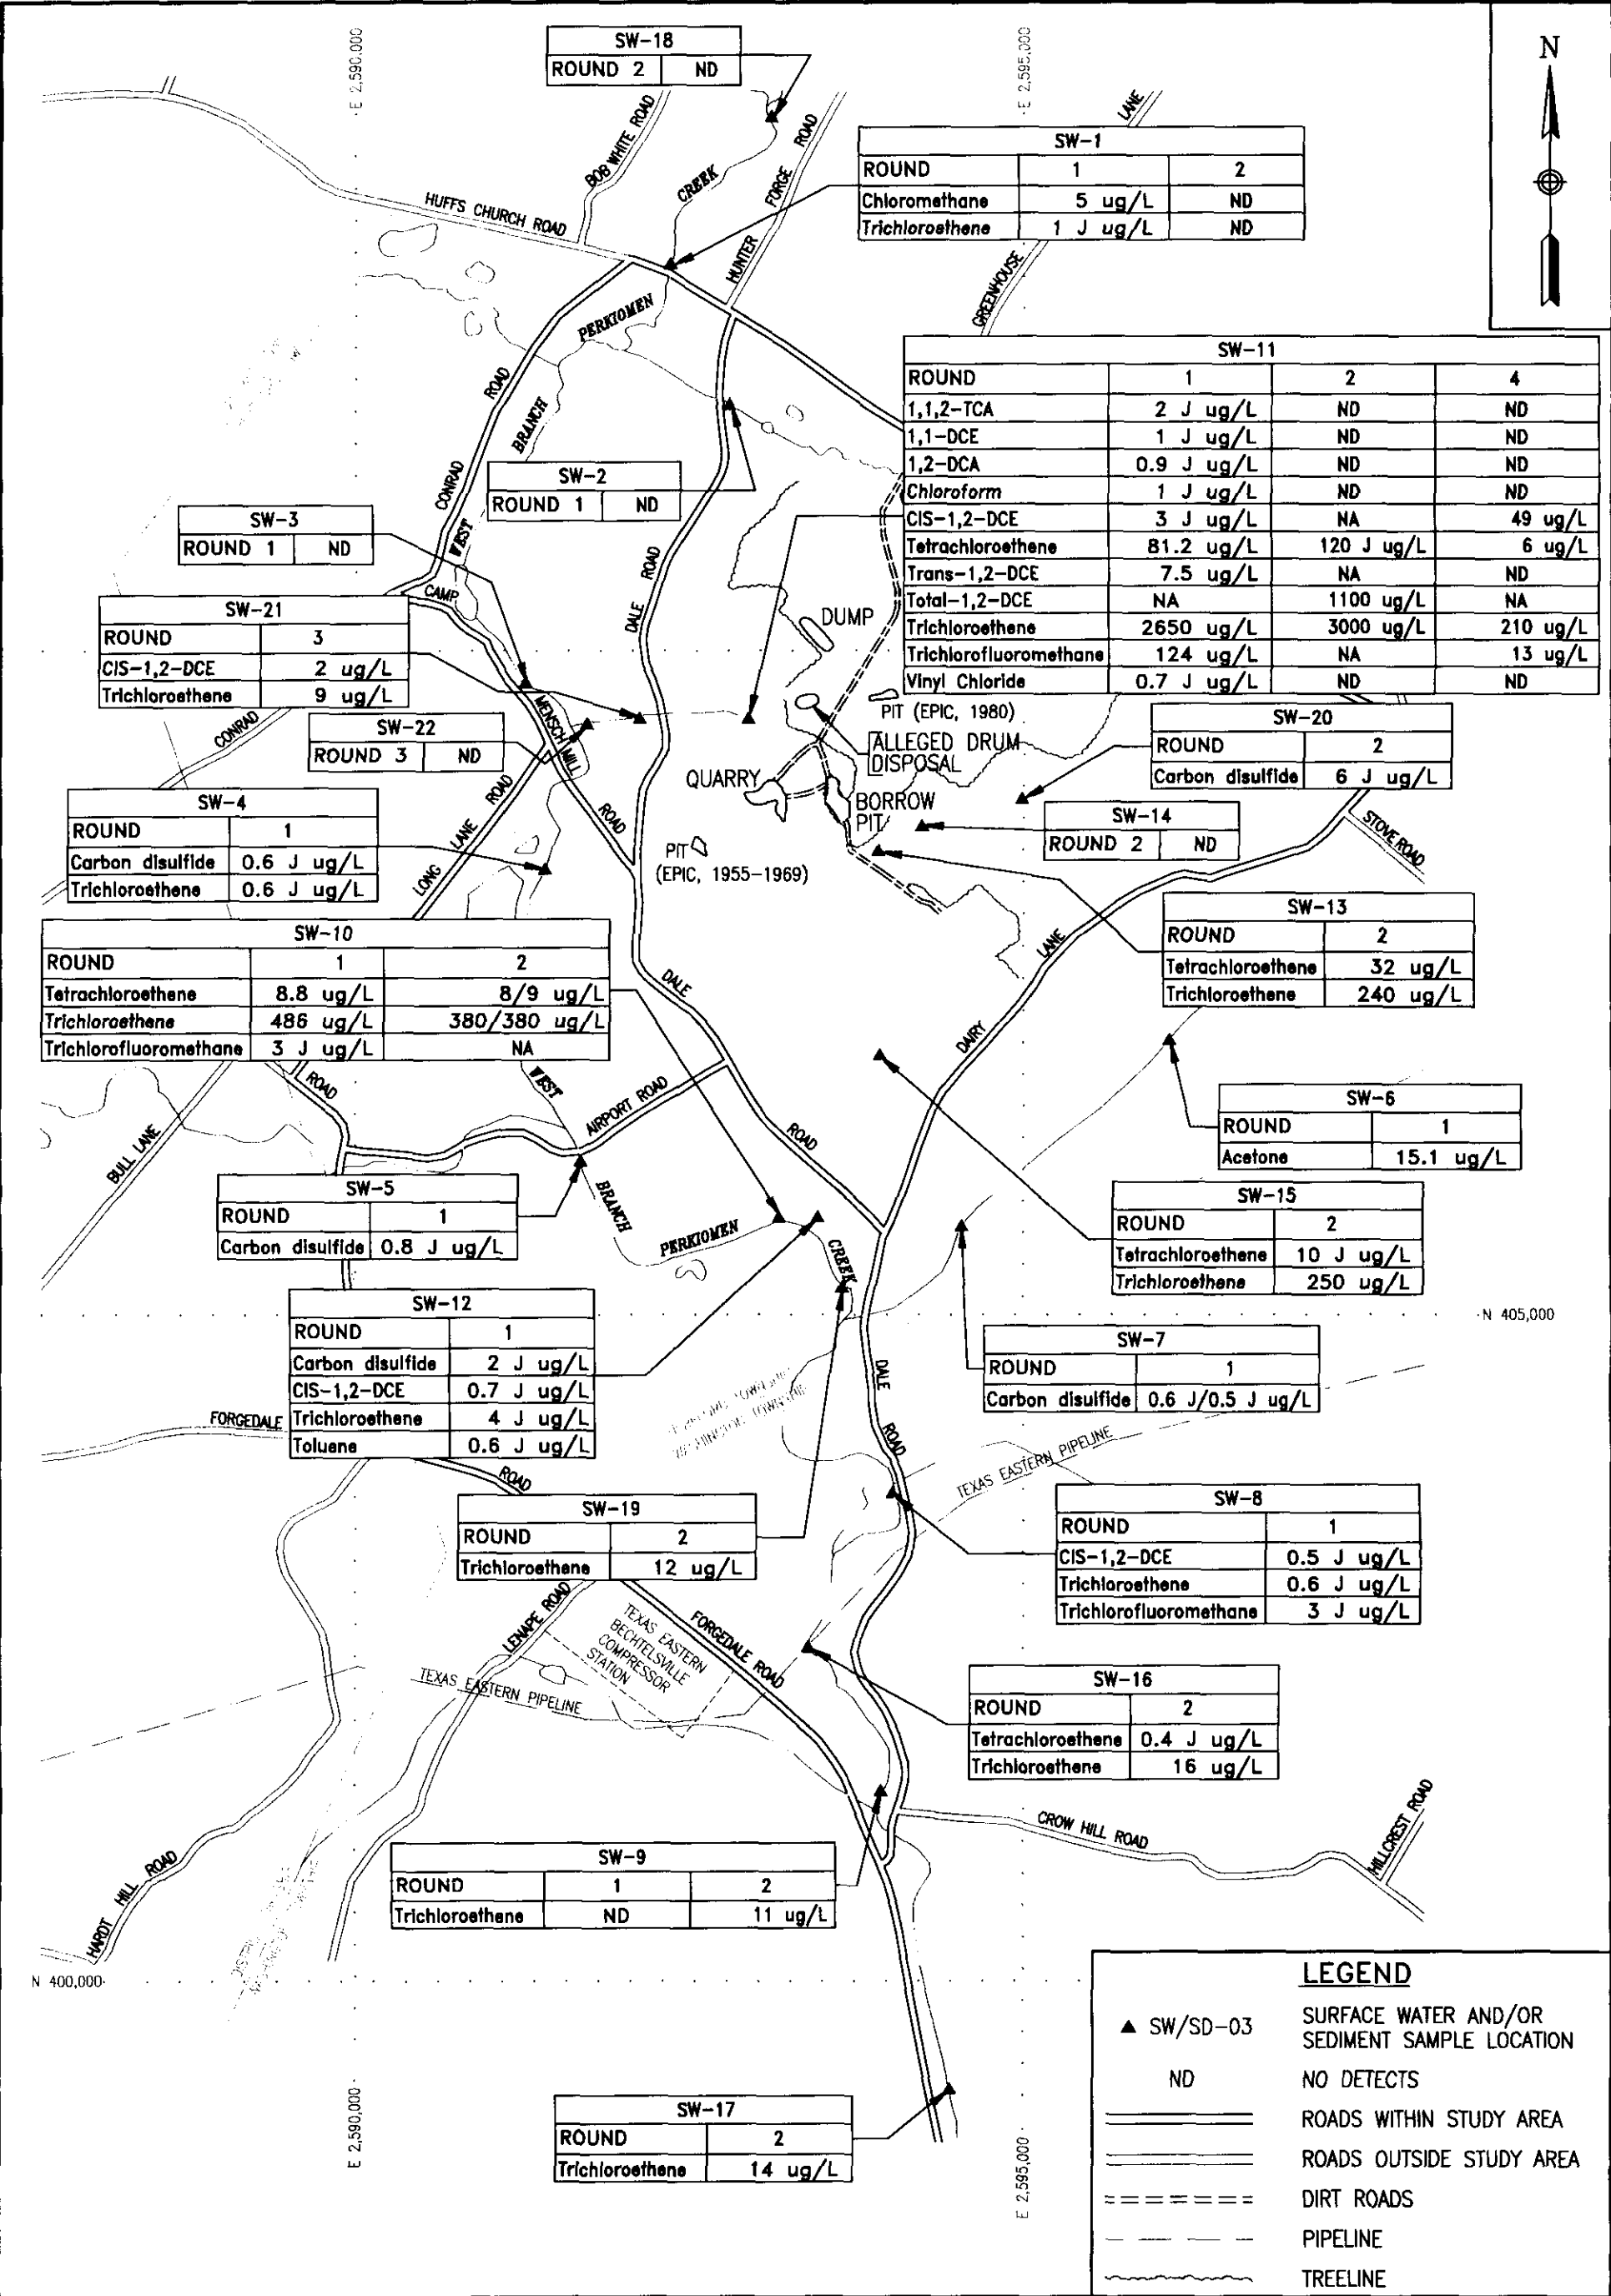 N
E 2,590,000
E 2,595,000
SW-18
ROUND 2 ND
BOB WHITE ROAD
CREEK
HUNTER FORGE ROAD
GREENHOUSE LANE
HUFFS CHURCH ROAD
SW-1
ROUND 1 2
Chloromethane 5 ug/L ND
Trichloroethene 1 J ug/L ND
PERKIOMEN
CONRAD ROAD
BRANCH
WEST
SW-11
ROUND 1 2 4
1,1,2-TCA 2 J ug/L ND ND
1,1-DCE 1 J ug/L ND ND
1,2-DCA 0.9 J ug/L ND ND
Chloroform 1 J ug/L ND ND
CIS-1,2-DCE 3 J ug/L NA 49 ug/L
Tetrachloroethene 81.2 ug/L 120 J ug/L 6 ug/L
Trans-1,2-DCE 7.5 ug/L NA ND
Total-1,2-DCE NA 1100 ug/L NA
Trichloroethene 2650 ug/L 3000 ug/L 210 ug/L
Trichlorofluoromethane 124 ug/L NA 13 ug/L
Vinyl Chloride 0.7 J ug/L ND ND
SW-2
ROUND 1 ND
SW-3
ROUND 1 ND
CAMP
DALE ROAD
SW-21
ROUND 3
CIS-1,2-DCE 2 ug/L
Trichloroethene 9 ug/L
DUMP
CONRAD
MENSCH MILL ROAD
SW-22
ROUND 3 ND
PIT (EPIC, 1980)
ALLEGED DRUM
DISPOSAL
QUARRY
BORROW
PIT
SW-20
ROUND 2
Carbon disulfide 6 J ug/L
SW-14
ROUND 2 ND
STOVE ROAD
SW-4
ROUND 1
Carbon disulfide 0.6 J ug/L
Trichloroethene 0.6 J ug/L
LONG LANE ROAD
PIT
(EPIC, 1955-1969)
SW-13
ROUND 2
Tetrachloroethene 32 ug/L
Trichloroethene 240 ug/L
SW-10
ROUND 1 2
Tetrachloroethene 8.8 ug/L 8/9 ug/L
Trichloroethene 486 ug/L 380/380 ug/L
Trichlorofluoromethane 3 J ug/L NA
DALE ROAD
DAIRY LANE
ROAD
BULL LANE
WEST
AIRPORT ROAD
SW-6
ROUND 1
Acetone 15.1 ug/L
SW-5
ROUND 1
Carbon disulfide 0.8 J ug/L
BRANCH
PERKIOMEN
CREEK
SW-15
ROUND 2
Tetrachloroethene 10 J ug/L
Trichloroethene 250 ug/L
N 405,000
SW-12
ROUND 1
Carbon disulfide 2 J ug/L
CIS-1,2-DCE 0.7 J ug/L
Trichloroethene 4 J ug/L
Toluene 0.6 J ug/L
SW-7
ROUND 1
Carbon disulfide 0.6 J/0.5 J ug/L
FORGEDALE ROAD
DALE ROAD
TEXAS EASTERN PIPELINE
SW-19
ROUND 2
Trichloroethene 12 ug/L
SW-8
ROUND 1
CIS-1,2-DCE 0.5 J ug/L
Trichloroethene 0.6 J ug/L
Trichlorofluoromethane 3 J ug/L
LENAPE ROAD
TEXAS EASTERN
BECHTELSVILLE
COMPRESSOR
STATION
FORGEDALE ROAD
TEXAS EASTERN PIPELINE
SW-16
ROUND 2
Tetrachloroethene 0.4 J ug/L
Trichloroethene 16 ug/L
CROW HILL ROAD
HILLCREST ROAD
HARDT HILL ROAD
SW-9
ROUND 1 2
Trichloroethene ND 11 ug/L
N 400,000
E 2,590,000
E 2,595,000
SW-17
ROUND 2
Trichloroethene 14 ug/L
LEGEND
SW/SD-03 SURFACE WATER AND/OR
SEDIMENT SAMPLE LOCATION
ND NO DETECTS
ROADS WITHIN STUDY AREA
ROADS OUTSIDE STUDY AREA
DIRT ROADS
PIPELINE
TREELINE